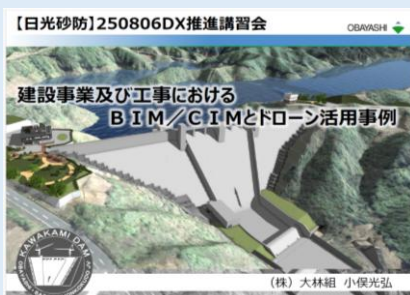 【日光砂防】250806DX推進講習会
OBAYASHI
建設事業及び工事における
BIM/CIMとドローン活用事例
KAWAKAMI DAM
(株) 大林組 小俣光弘